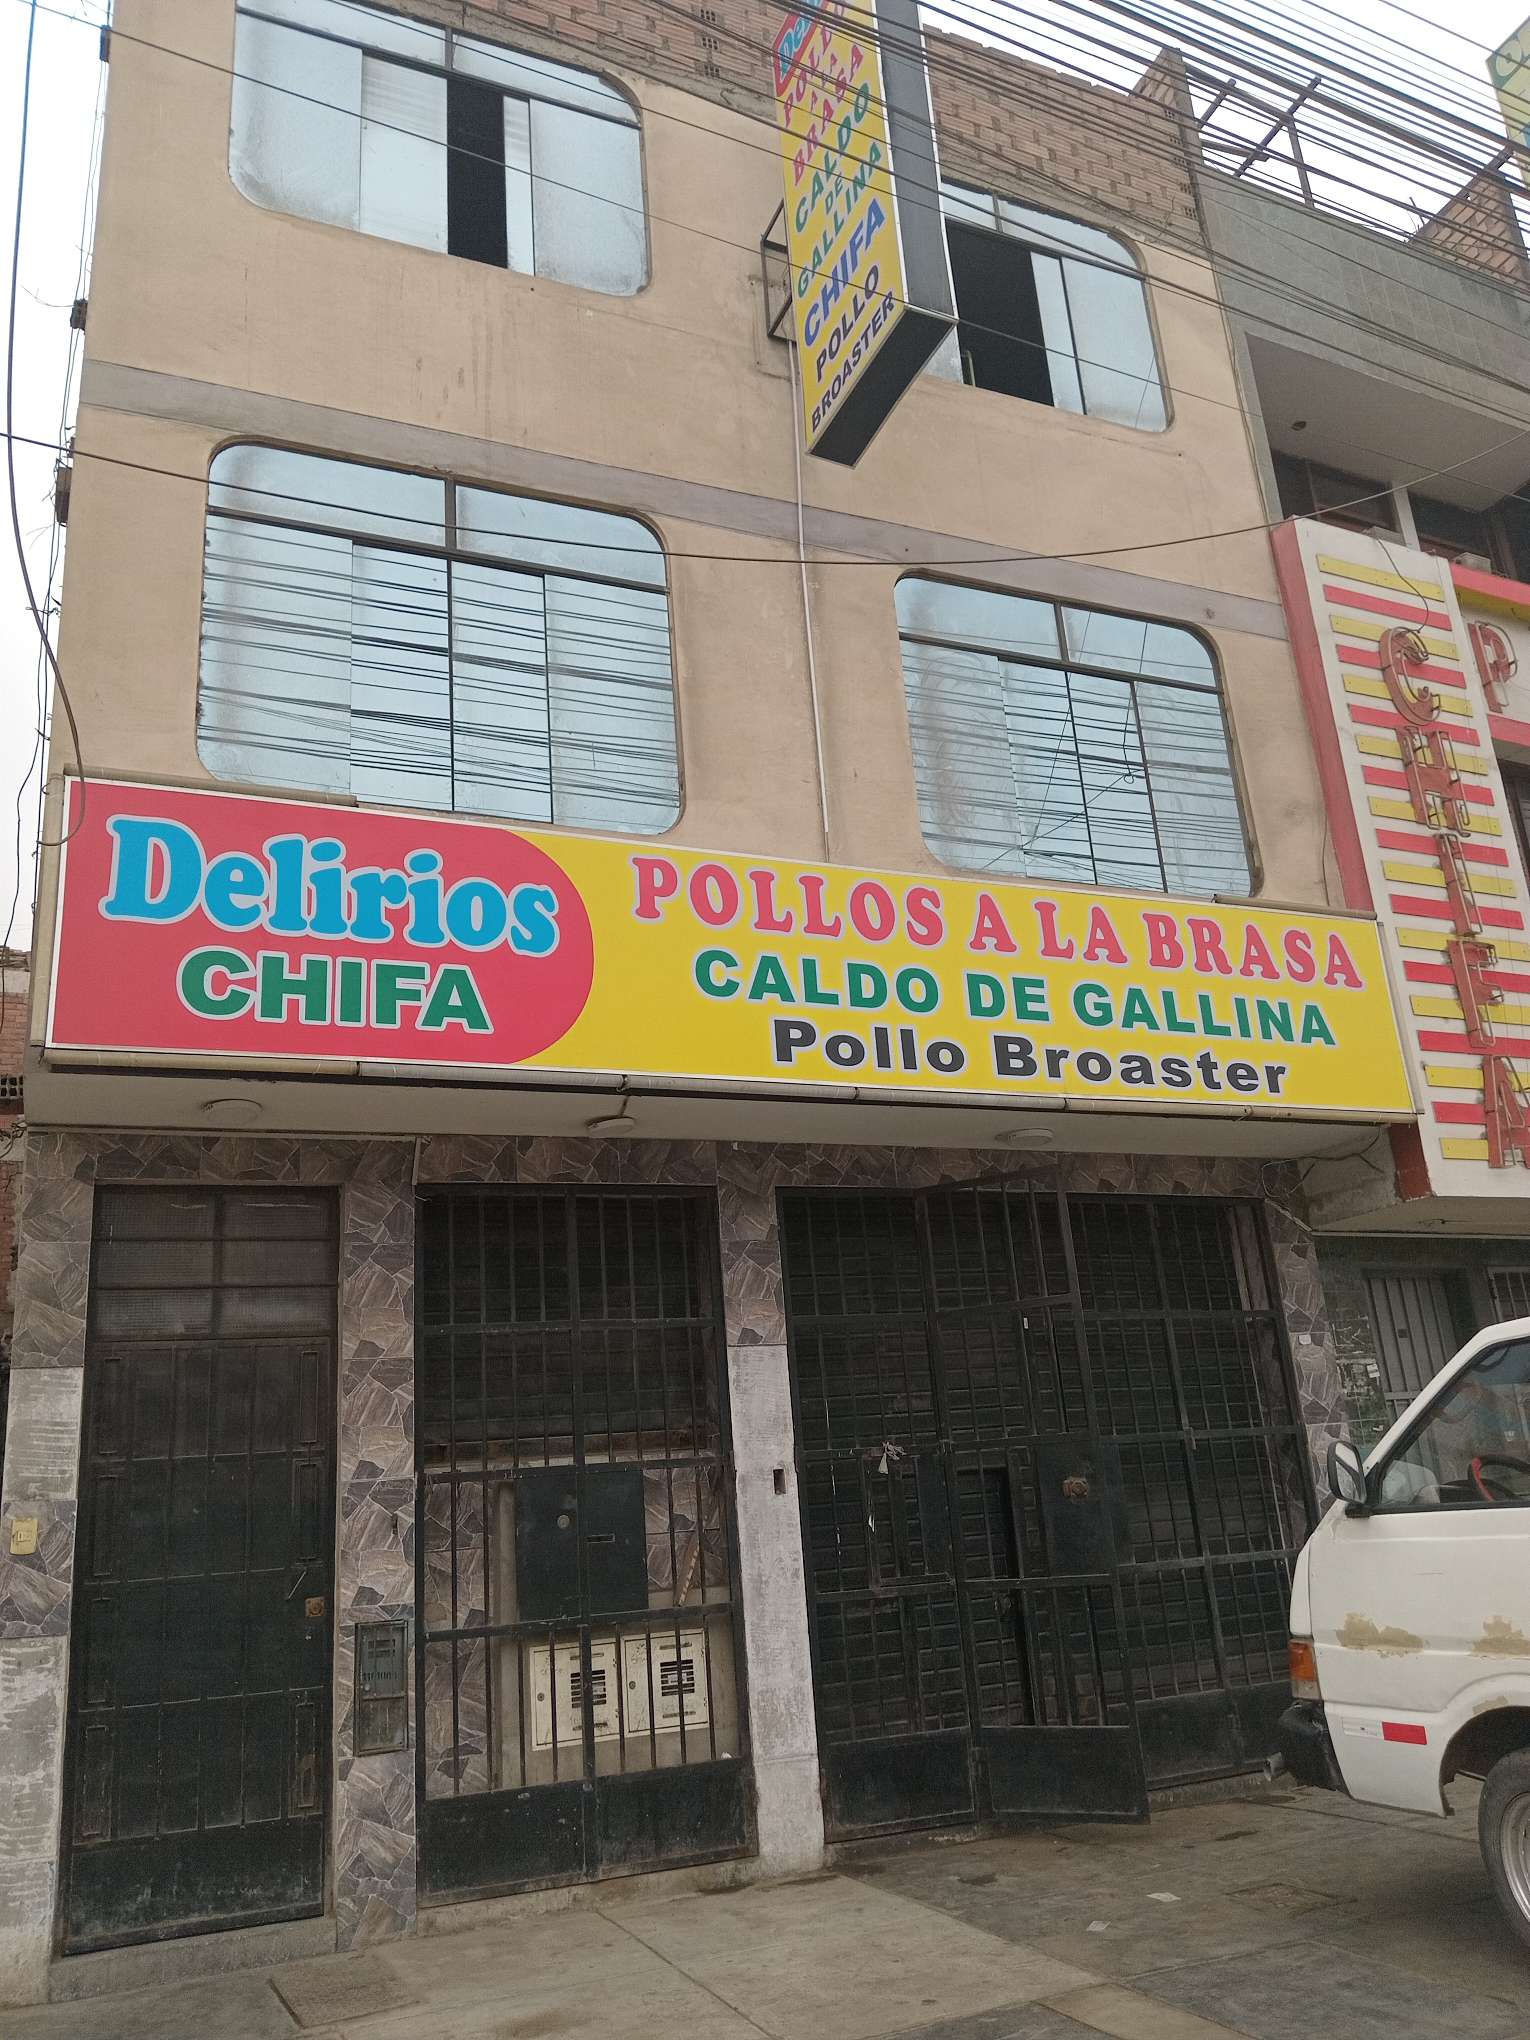 POLLO
A LA
BRASA
CALDO
DE
GALLINA
CHIFA
POLLO
BROASTER
Delirios
CHIFA
POLLOS A LA BRASA
CALDO DE GALLINA
Pollo Broaster
CHIFA
P